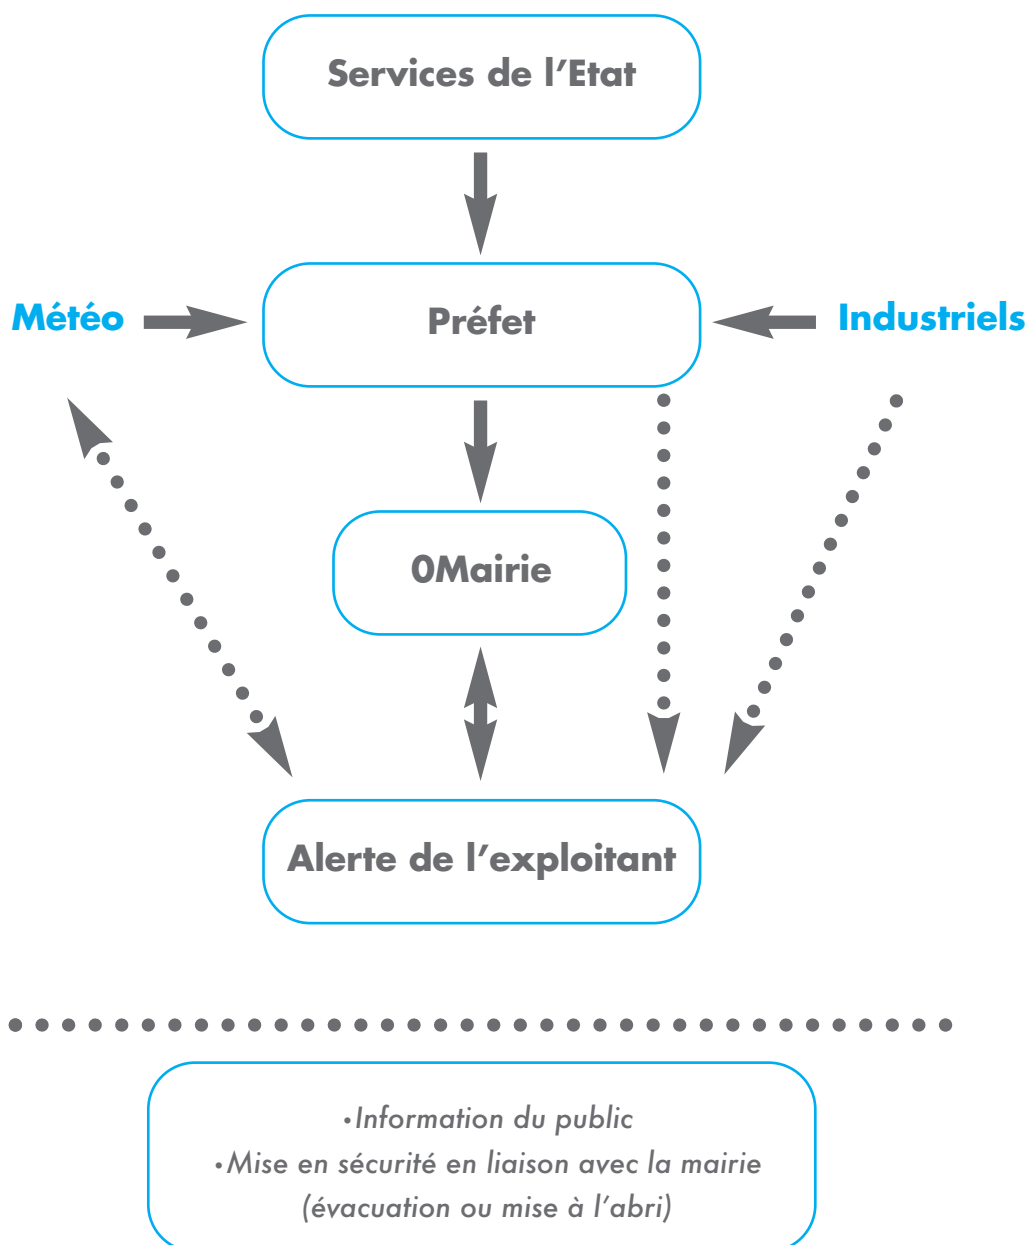 Services de l’Etat
Météo
Préfet
Industriels
0Mairie
Alerte de l’exploitant
•Information du public
•Mise en sécurité en liaison avec la mairie
(évacuation ou mise à l’abri)